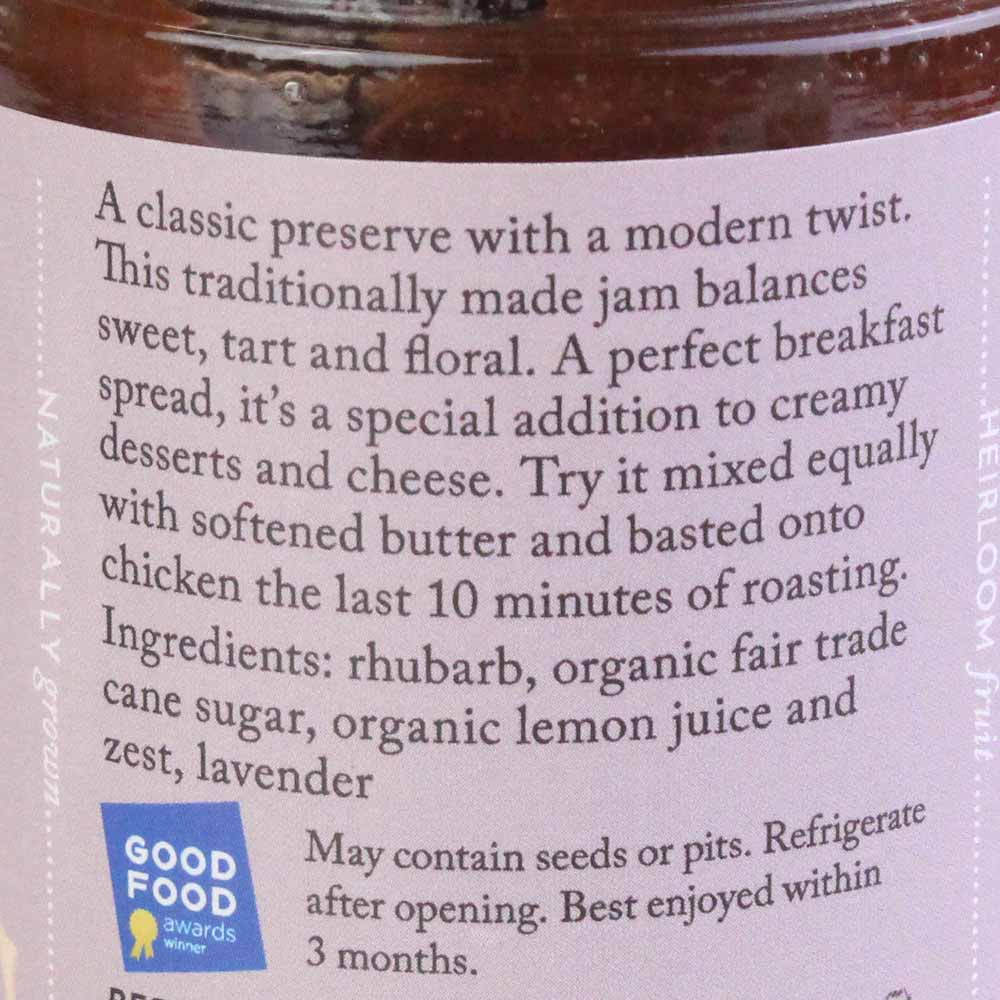 A classic preserve with a modern twist.
This traditionally made jam balances
sweet, tart and floral. A perfect breakfast
spread, it's a special addition to creamy
desserts and cheese. Try it mixed equally
with softened butter and basted onto
chicken the last 10 minutes of roasting.
Ingredients: rhubarb, organic fair trade
cane sugar, organic lemon juice and
zest, lavender
GOOD
FOOD
awards
winner
May contain seeds or pits. Refrigerate
after opening. Best enjoyed within
3 months.
NATURALLY grown
HEIRLOOM fruit